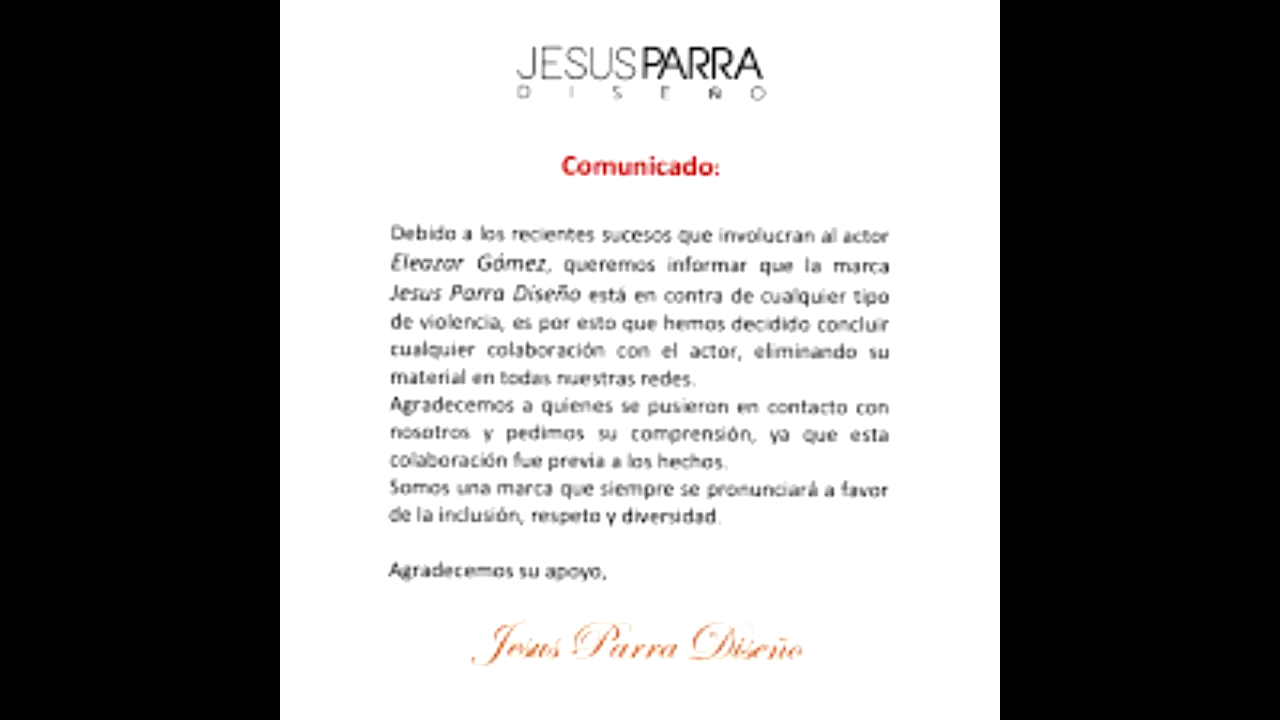 JESUSPARRA
DISEÑO
Comunicado:
Debido a los recientes sucesos que involucran al actor
Eleazar Gómez, queremos informar que la marca
Jesus Parra Diseño está en contra de cualquier tipo
de violencia, es por esto que hemos decidido concluir
cualquier colaboración con el actor, eliminando su
material en todas nuestras redes.
Agradecemos a quienes se pusieron en contacto con
nosotros y pedimos su comprensión, ya que esta
colaboración fue previa a los hechos.
Somos una marca que siempre se pronunciará a favor
de la inclusión, respeto y diversidad.
Agradecemos su apoyo,
Jesus Parra Diseño